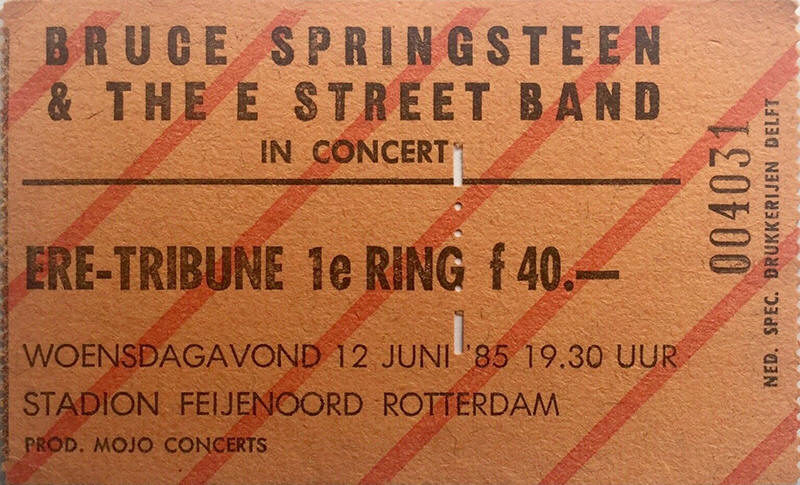 BRUCE SPRINGSTEEN
& THE E STREET BAND
IN CONCERT
ERE-TRIBUNE 1e RING f 40.—
WOENSDAGAVOND 12 JUNI '85 19.30 UUR
STADION FEIJENOORD ROTTERDAM
PROD. MOJO CONCERTS
004031
NED. SPEC. DRUKKERIJEN DELFT